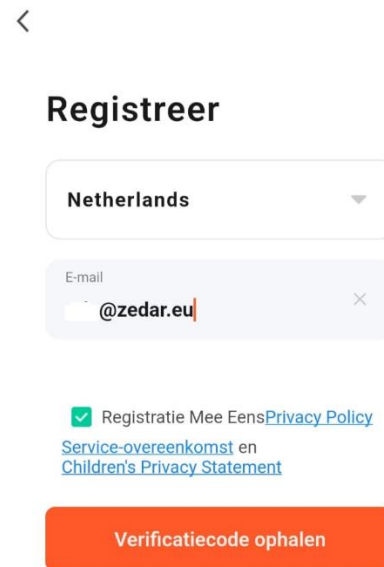 Registreer
Netherlands
E-mail
@zedar.eu
Registratie Mee EensPrivacy Policy
Service-overeenkomst en
Children's Privacy Statement
Verificatiecode ophalen